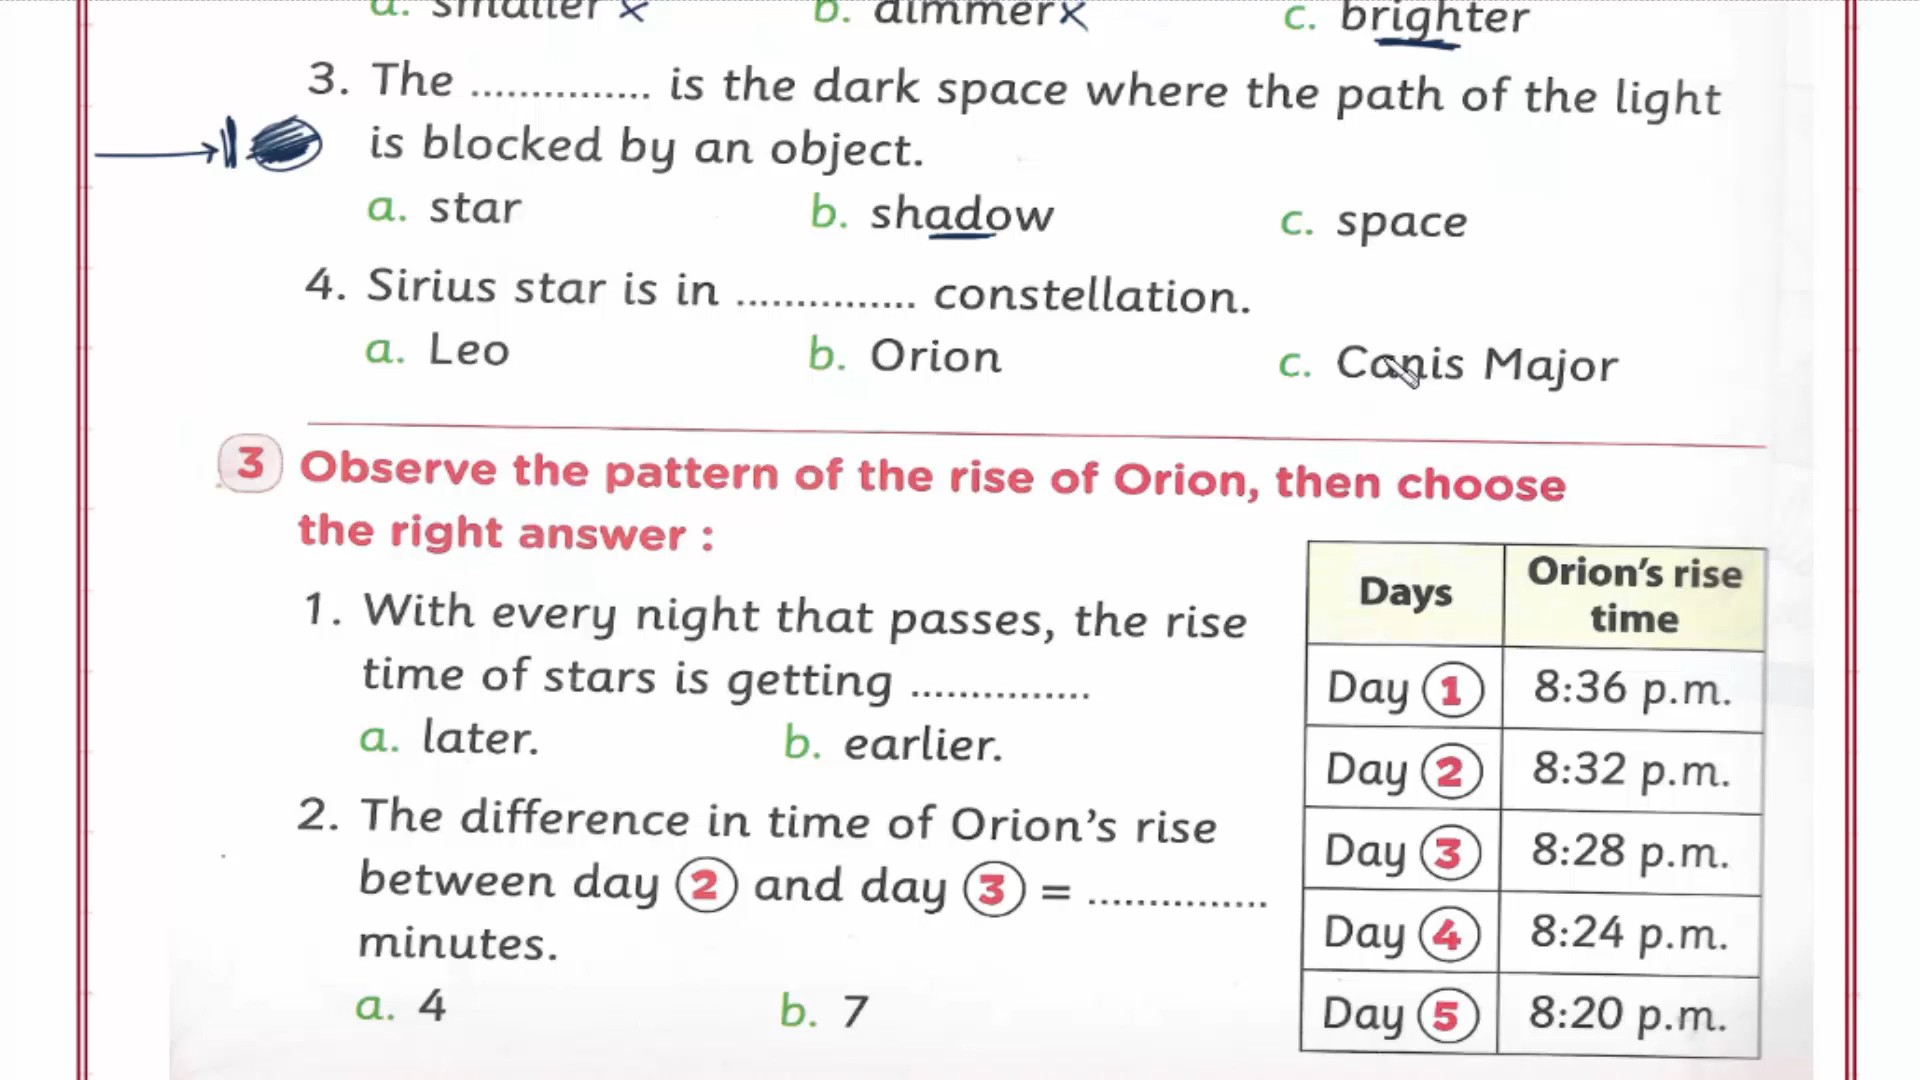 a. smaller x b. dimmer x c. brighter
3. The ............... is the dark space where the path of the light
is blocked by an object.
a. star b. shadow c. space
4. Sirius star is in ............... constellation.
a. Leo b. Orion c. Canis Major
3 Observe the pattern of the rise of Orion, then choose
the right answer :
1. With every night that passes, the rise
time of stars is getting ...............
a. later. b. earlier.
2. The difference in time of Orion's rise
between day 2 and day 3 = ...............
minutes.
a. 4 b. 7
Days Orion's rise
time
Day 1 8:36 p.m.
Day 2 8:32 p.m.
Day 3 8:28 p.m.
Day 4 8:24 p.m.
Day 5 8:20 p.m.